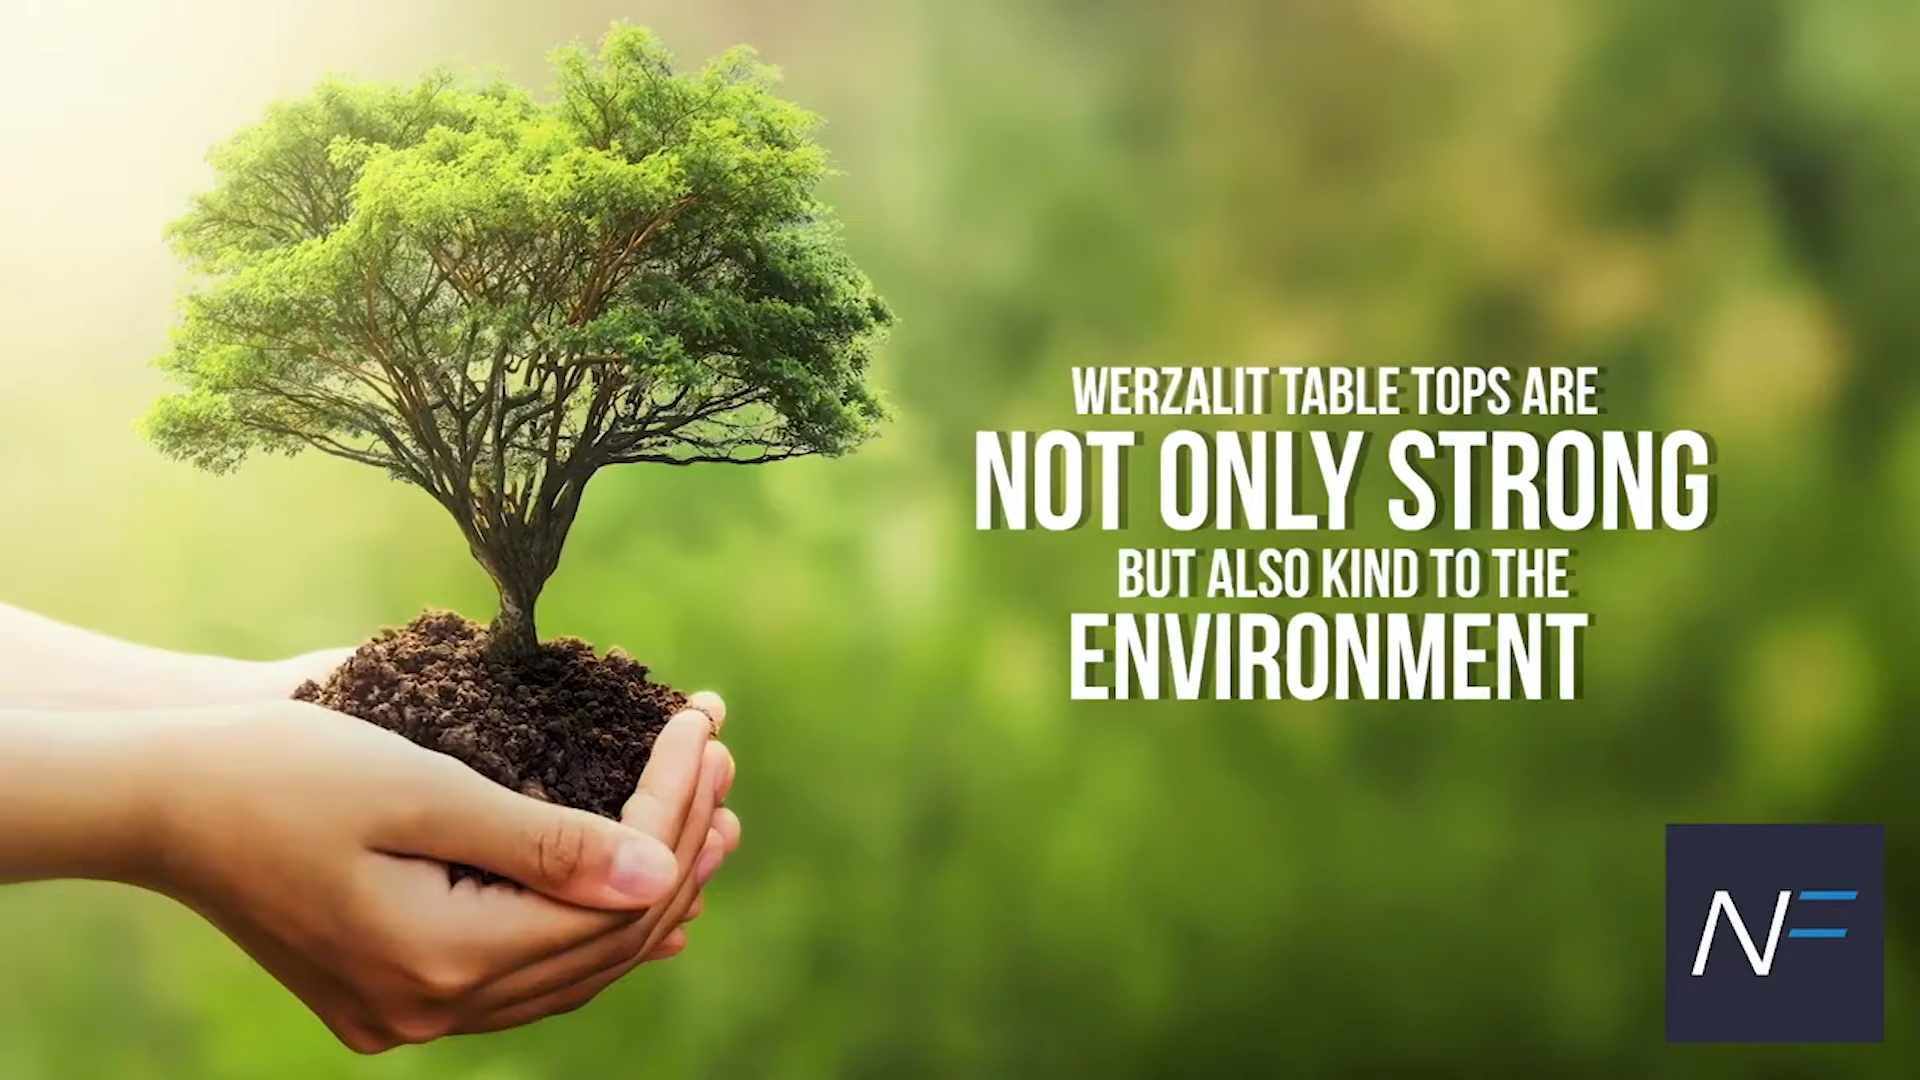 WERZALIT TABLE TOPS ARE
NOT ONLY STRONG
BUT ALSO KIND TO THE
ENVIRONMENT
NF